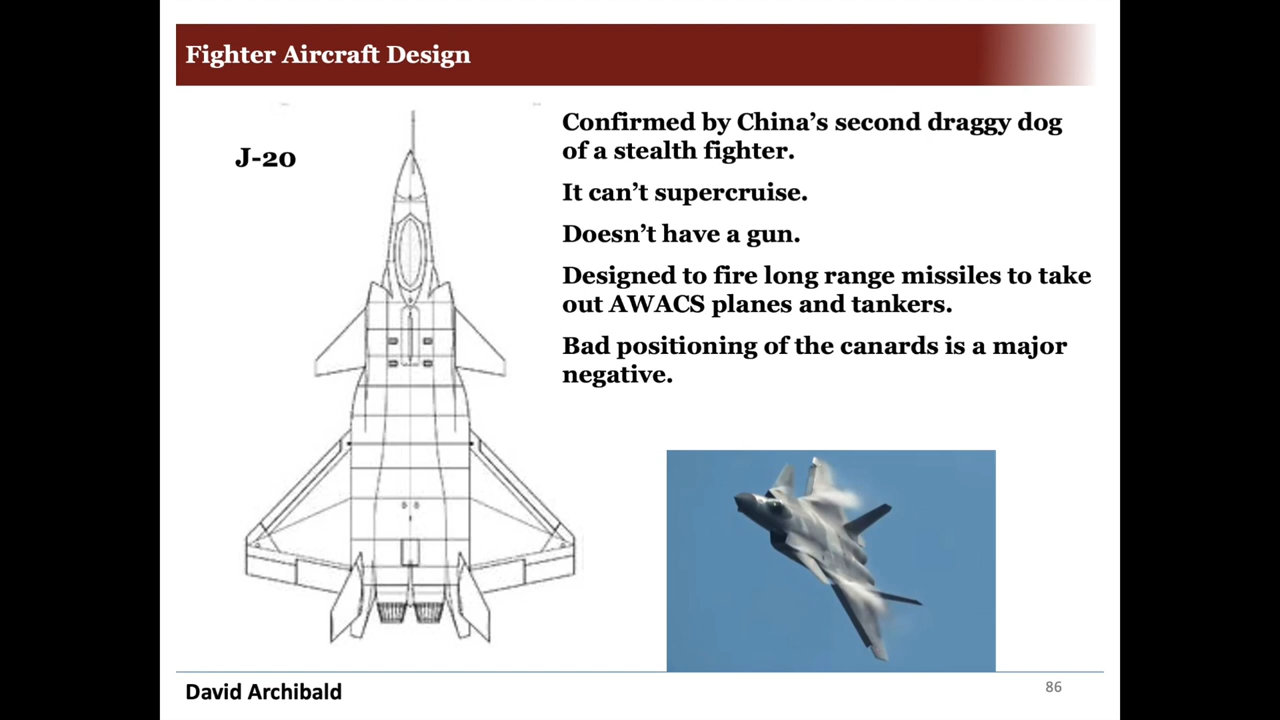 Fighter Aircraft Design
J-20
Confirmed by China’s second draggy dog
of a stealth fighter.
It can’t supercruise.
Doesn’t have a gun.
Designed to fire long range missiles to take
out AWACS planes and tankers.
Bad positioning of the canards is a major
negative.
David Archibald
86